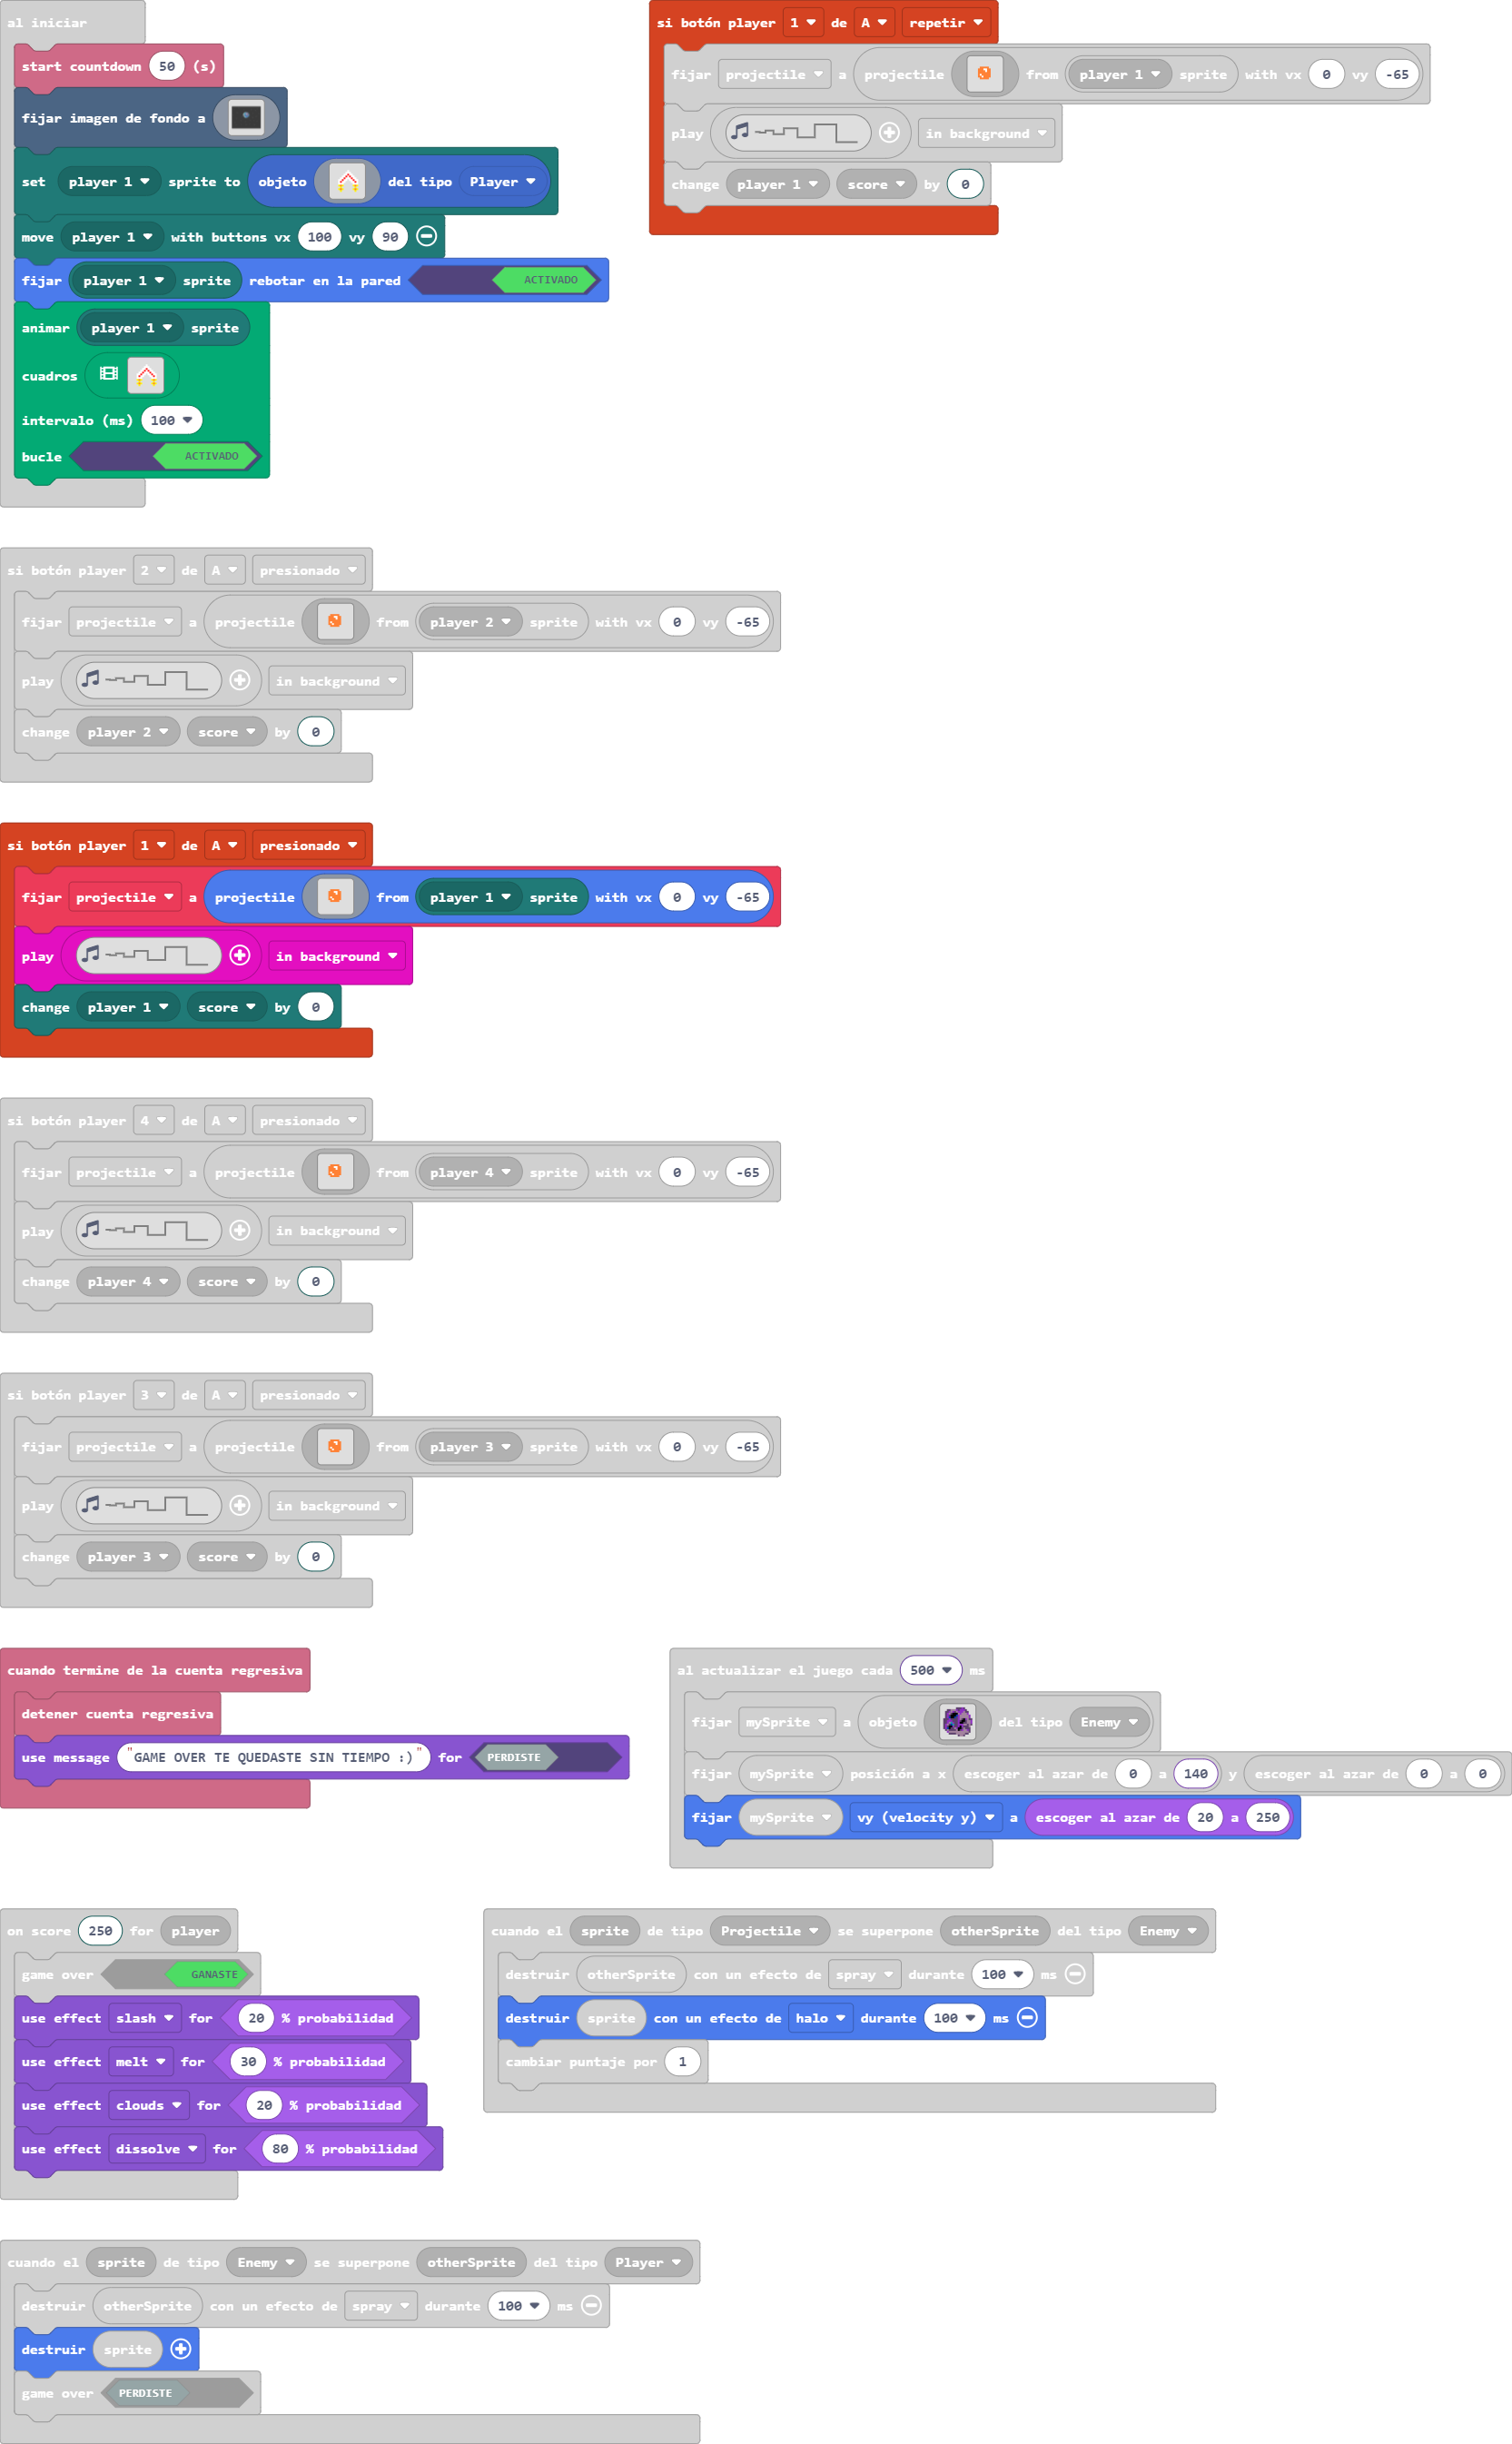 al iniciar
start countdown 50 (s)
fijar imagen de fondo a
set player 1 sprite to objeto del tipo Player
move player 1 with buttons vx 100 vy 90
fijar player 1 sprite rebotar en la pared ACTIVADO
animar player 1 sprite
cuadros
intervalo (ms) 100
bucle ACTIVADO
si botón player 1 de A repetir
fijar projectile a projectile from player 1 sprite with vx 0 vy -65
play in background
change player 1 score by 0
si botón player 2 de A presionado
fijar projectile a projectile from player 2 sprite with vx 0 vy -65
play in background
change player 2 score by 0
si botón player 1 de A presionado
fijar projectile a projectile from player 1 sprite with vx 0 vy -65
play in background
change player 1 score by 0
si botón player 4 de A presionado
fijar projectile a projectile from player 4 sprite with vx 0 vy -65
play in background
change player 4 score by 0
si botón player 3 de A presionado
fijar projectile a projectile from player 3 sprite with vx 0 vy -65
play in background
change player 3 score by 0
cuando termine de la cuenta regresiva
detener cuenta regresiva
use message "GAME OVER TE QUEDASTE SIN TIEMPO :)" for PERDISTE
al actualizar el juego cada 500 ms
fijar mySprite a objeto del tipo Enemy
fijar mySprite posición a x escoger al azar de 0 a 140 y escoger al azar de 0 a 0
fijar mySprite vy (velocity y) a escoger al azar de 20 a 250
on score 250 for player
game over GANASTE
use effect slash for 20 % probabilidad
use effect melt for 30 % probabilidad
use effect clouds for 20 % probabilidad
use effect dissolve for 80 % probabilidad
cuando el sprite de tipo Projectile se superpone otherSprite del tipo Enemy
destruir otherSprite con un efecto de spray durante 100 ms
destruir sprite con un efecto de halo durante 100 ms
cambiar puntaje por 1
cuando el sprite de tipo Enemy se superpone otherSprite del tipo Player
destruir otherSprite con un efecto de spray durante 100 ms
destruir sprite
game over PERDISTE